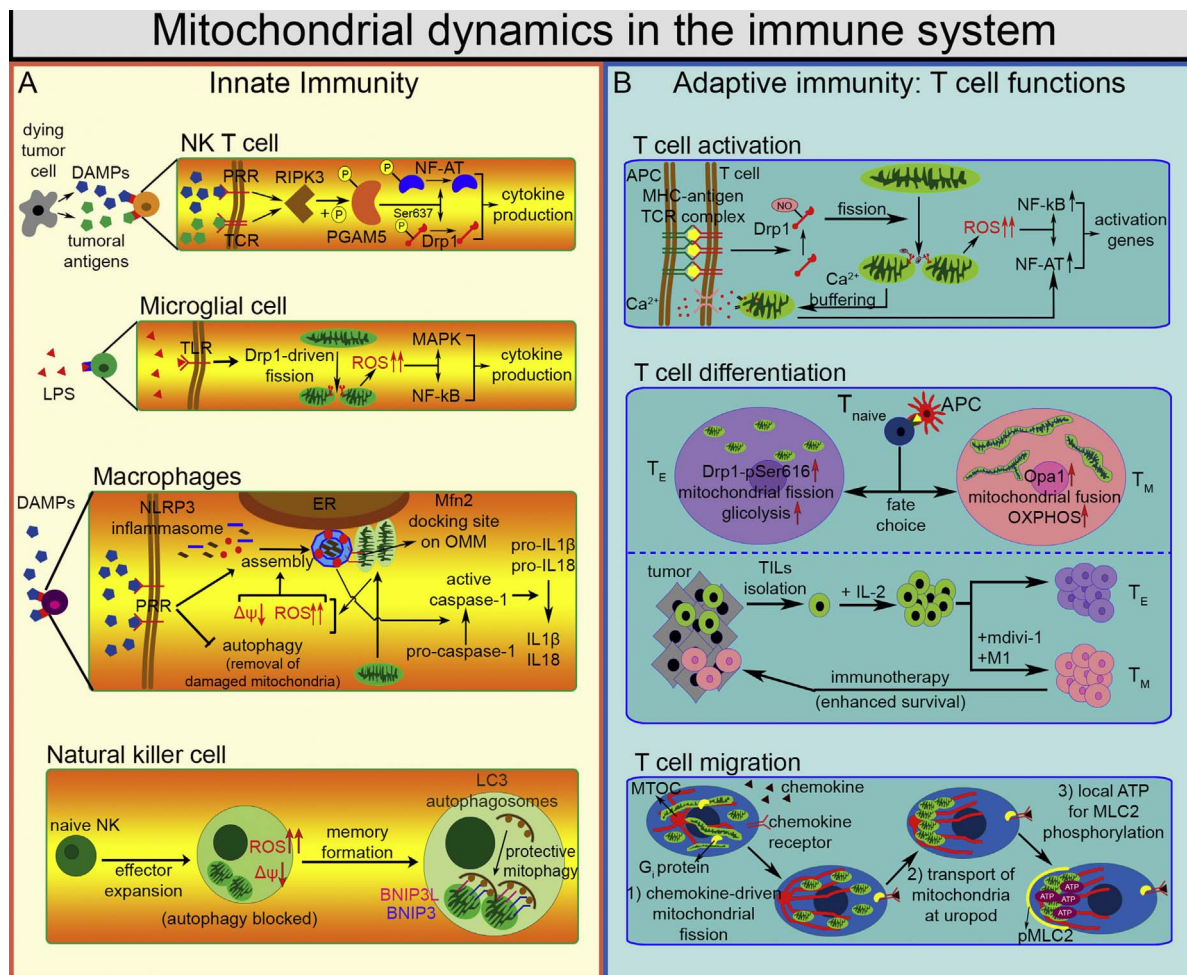 Mitochondrial dynamics in the immune system
A
Innate Immunity
NK T cell
dying
tumor
cell
DAMPs
tumoral
antigens
PRR
TCR
RIPK3
+ P
P
PGAM5
P
NF-AT
Ser637
P
Drp1
cytokine
production
Microglial cell
LPS
TLR
Drp1-driven
fission
ROS
MAPK
NF-kB
cytokine
production
Macrophages
DAMPs
NLRP3
inflammasome
PRR
assembly
ΔΨ ROS
autophagy
(removal of
damaged mitochondria)
ER
Mfn2
docking site
on OMM
active
caspase-1
pro-caspase-1
pro-IL1β
pro-IL18
IL1β
IL18
Natural killer cell
naive NK
effector
expansion
ROS
ΔΨ
(autophagy blocked)
memory
formation
LC3
autophagosomes
protective
mitophagy
BNIP3L
BNIP3
B
Adaptive immunity: T cell functions
T cell activation
APC
T cell
MHC-antigen
TCR complex
NO
Drp1
fission
Ca2+
Ca2+
buffering
ROS
NF-kB
NF-AT
activation
genes
T cell differentiation
Tnaive
APC
TE
Drp1-pSer616
mitochondrial fission
glicolysis
fate
choice
Opa1
mitochondrial fusion
OXPHOS
TM
tumor
TILs
isolation
+ IL-2
+mdivi-1
+M1
TE
TM
immunotherapy
(enhanced survival)
T cell migration
MTOC
chemokine
chemokine
receptor
Gi protein
1) chemokine-driven
mitochondrial
fission
2) transport of
mitochondria
at uropod
3) local ATP
for MLC2
phosphorylation
ATP
ATP
ATP
ATP
ATP
pMLC2